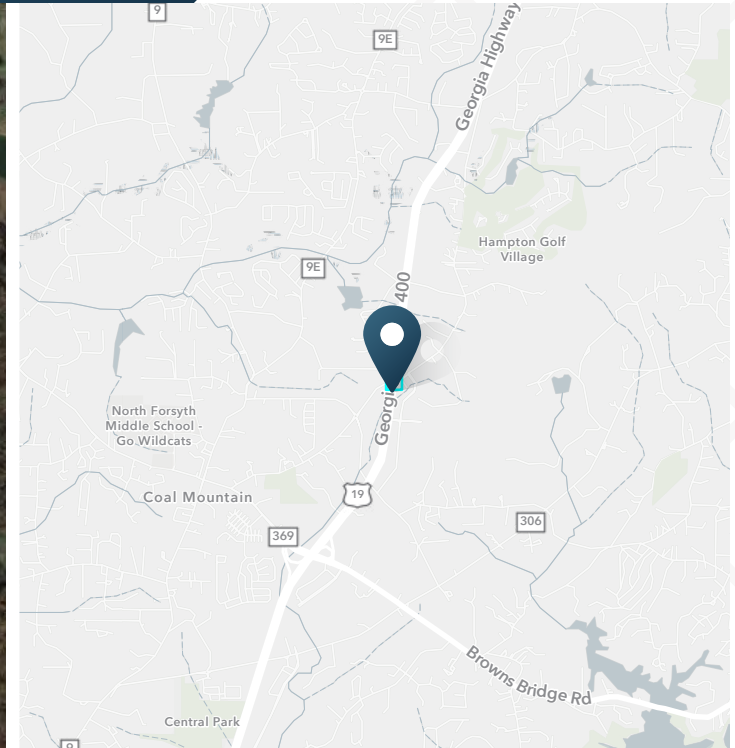 9
9E
Georgia Highway
Hampton Golf
Village
9E
400
Georgi
North Forsyth
Middle School -
Go Wildcats
Coal Mountain
19
306
369
Browns Bridge Rd
Central Park
9